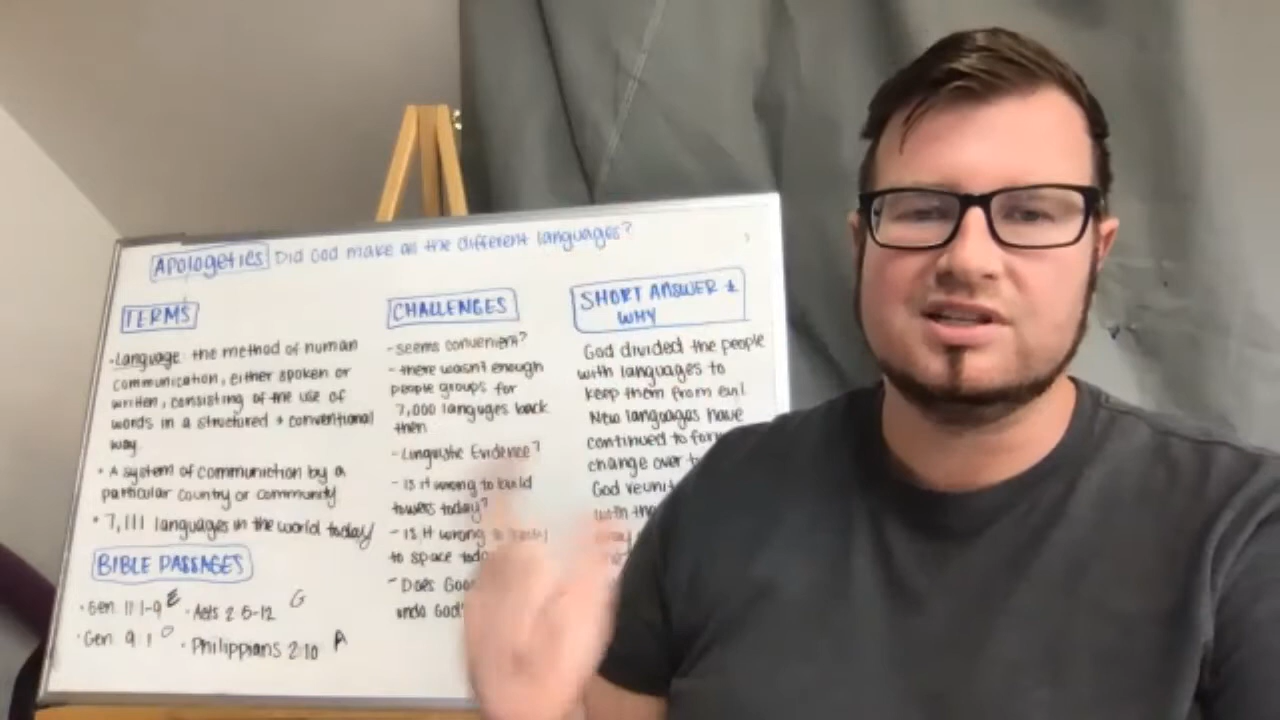 Apologetics Did God make all the different languages?
TERMS
• Language: the method of human
communication, either spoken or
written, consisting of the use of
words in a structured + conventional
way.
• A system of communiction by a
particular country or community
• 7,111 languages in the world today
BIBLE PASSAGES
• Gen 11 1-9 E • Acts 2 5-12 G
• Gen 9 1 O • Philippians 2:10 A
CHALLENGES
- seems convenient?
- there wasn't enough
people groups for
7,000 languges back
then
- Linguistic Evidence?
- is it wrong to build
towers today?
- is it wrong
to space
- Does
undo God
SHORT ANSWER +
WHY
God divided the people
with languages to
keep them from evil
New languages have
continued to
change over
God
with